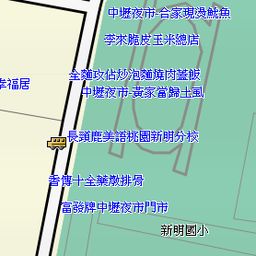 中壢夜市-合家現燙魷魚
李來脆皮玉米總店
全麵攻佔炒泡麵燒肉蓋飯
幸福居
中壢夜市-黃家當歸土虱
長頸鹿美語桃園新明分校
香傳十全藥燉排骨
富發牌中壢夜市門市
新明國小